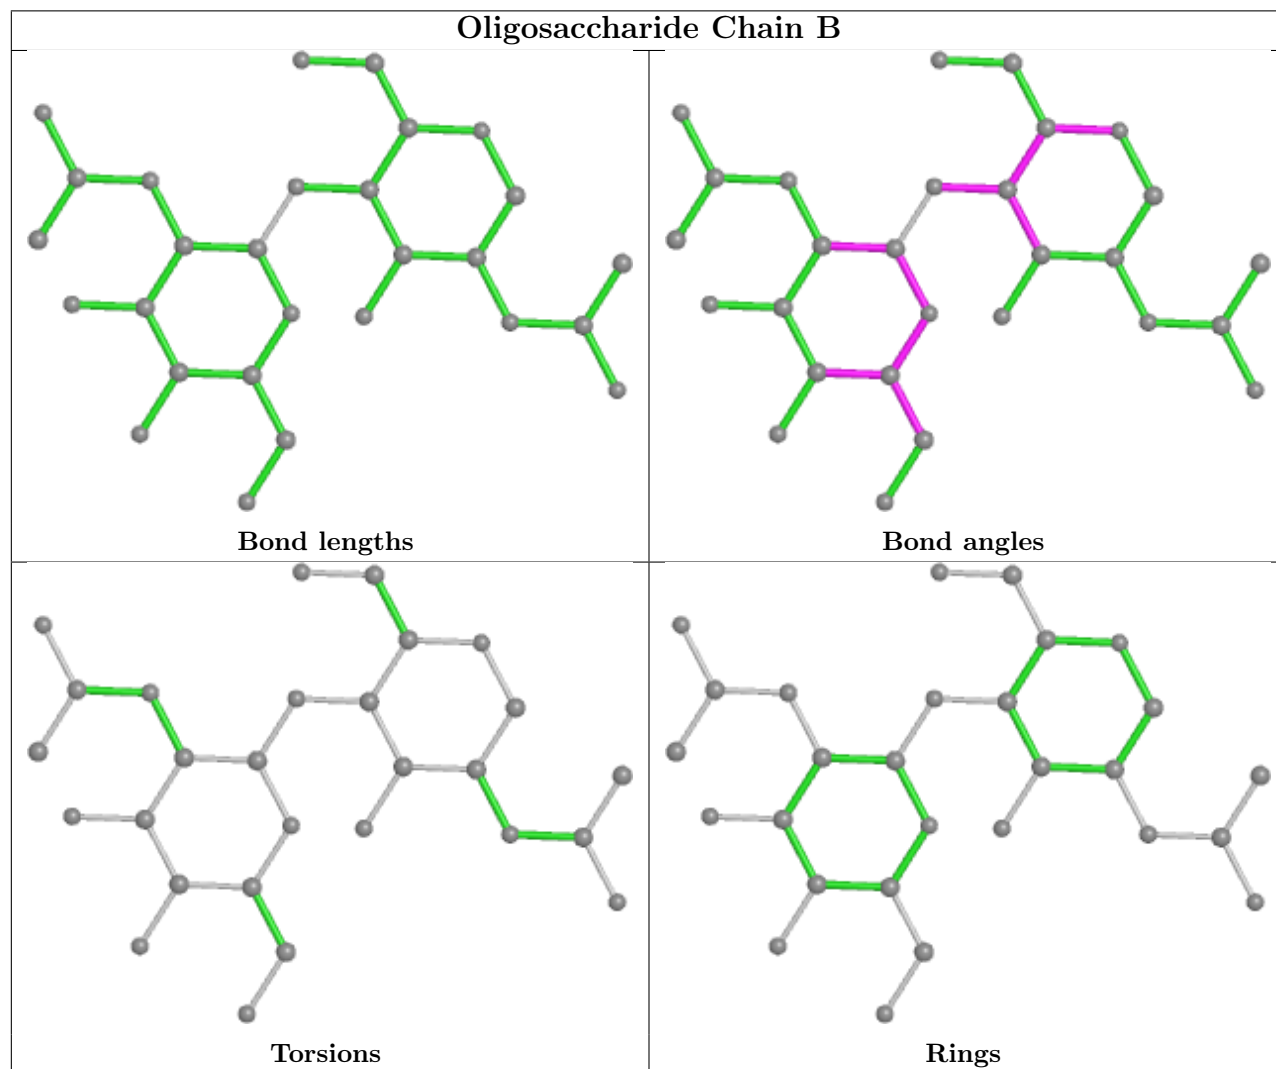 Oligosaccharide Chain B
Bond lengths
Bond angles
Torsions
Rings